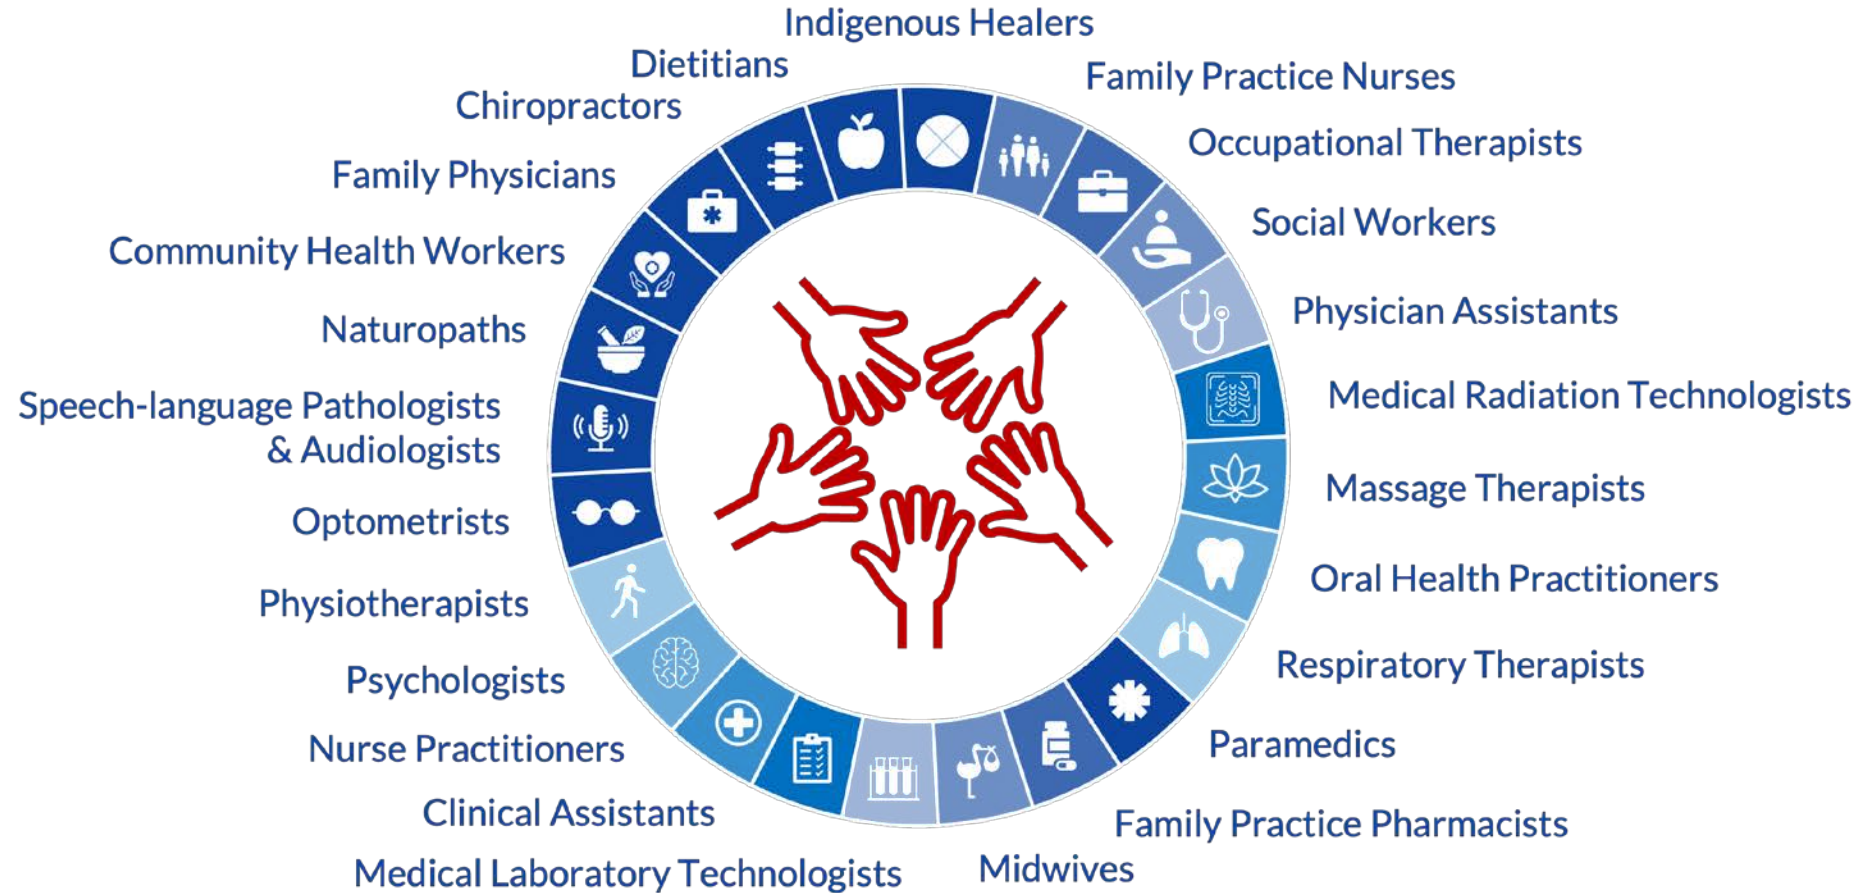 Indigenous Healers
Family Practice Nurses
Occupational Therapists
Social Workers
Physician Assistants
Medical Radiation Technologists
Massage Therapists
Oral Health Practitioners
Respiratory Therapists
Paramedics
Family Practice Pharmacists
Midwives
Medical Laboratory Technologists
Clinical Assistants
Nurse Practitioners
Psychologists
Physiotherapists
Optometrists
Speech-language Pathologists
& Audiologists
Naturopaths
Community Health Workers
Family Physicians
Chiropractors
Dietitians